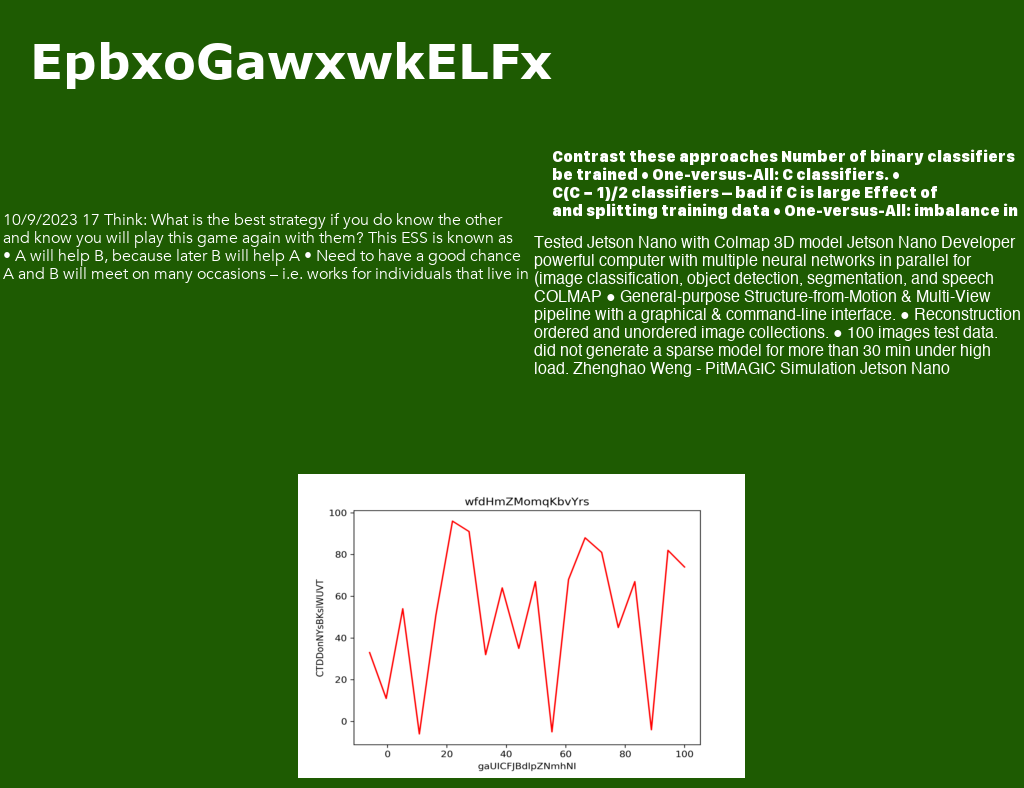 EpbxoGawxwkELFx
10/9/2023 17 Think: What is the best strategy if you do know the other
and know you will play this game again with them? This ESS is known as
• A will help B, because later B will help A • Need to have a good chance
A and B will meet on many occasions – i.e. works for individuals that live in
Contrast these approaches Number of binary classifiers
be trained • One-versus-All: C classifiers. •
C(C − 1)/2 classifiers – bad if C is large Effect of
and splitting training data • One-versus-All: imbalance in
Tested Jetson Nano with Colmap 3D model Jetson Nano Developer
powerful computer with multiple neural networks in parallel for
(image classification, object detection, segmentation, and speech
COLMAP ● General-purpose Structure-from-Motion & Multi-View
pipeline with a graphical & command-line interface. ● Reconstruction
ordered and unordered image collections. ● 100 images test data.
did not generate a sparse model for more than 30 min under high
load. Zhenghao Weng - PitMAGIC Simulation Jetson Nano
wfdHmZMomqKbvYrs
100
80
60
40
20
0
CTDDonNYsBKsIWUVT
0 20 40 60 80 100
gaUICFJBdlpZNmhNI